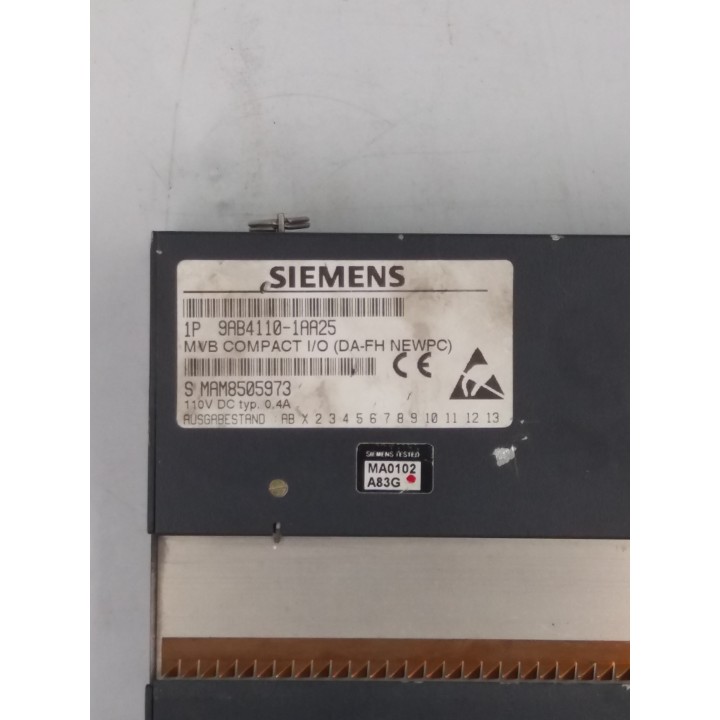 SIEMENS
1P 9AB4110-1AA25
MVB COMPACT I/O (DA-FH NEWPC)
S MAM8505973
CE
110V DC typ. 0.4A
AUSGABESTAND AB X 2 3 4 5 6 7 8 9 10 11 12 13
SIEMENS TESTED
MA0102
A83G